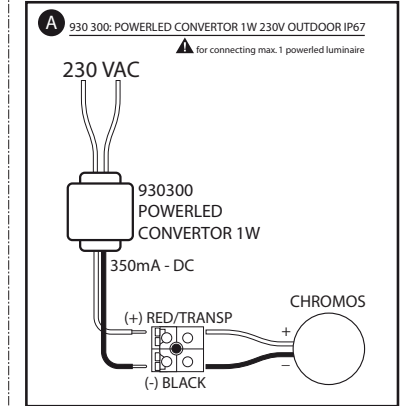 A 930 300: POWERLED CONVERTOR 1W 230V OUTDOOR IP67
for connecting max. 1 powerled luminaire
230 VAC
930300
POWERLED
CONVERTOR 1W
350mA - DC
CHROMOS
(+) RED/TRANSP
+
–
(-) BLACK